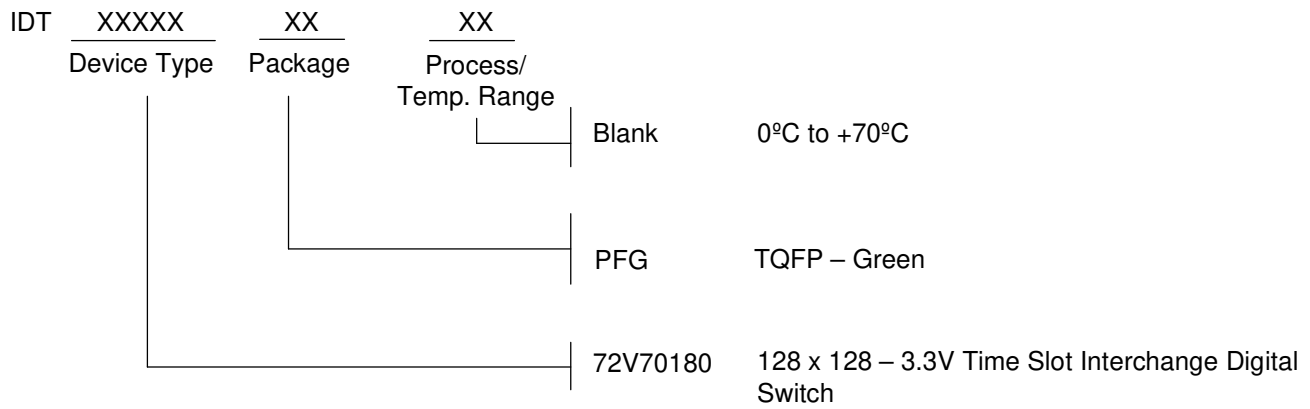 IDT XXXXX XX XX
Device Type Package Process/
Temp. Range
Blank 0ºC to +70ºC
PFG TQFP – Green
72V70180 128 x 128 – 3.3V Time Slot Interchange Digital
Switch